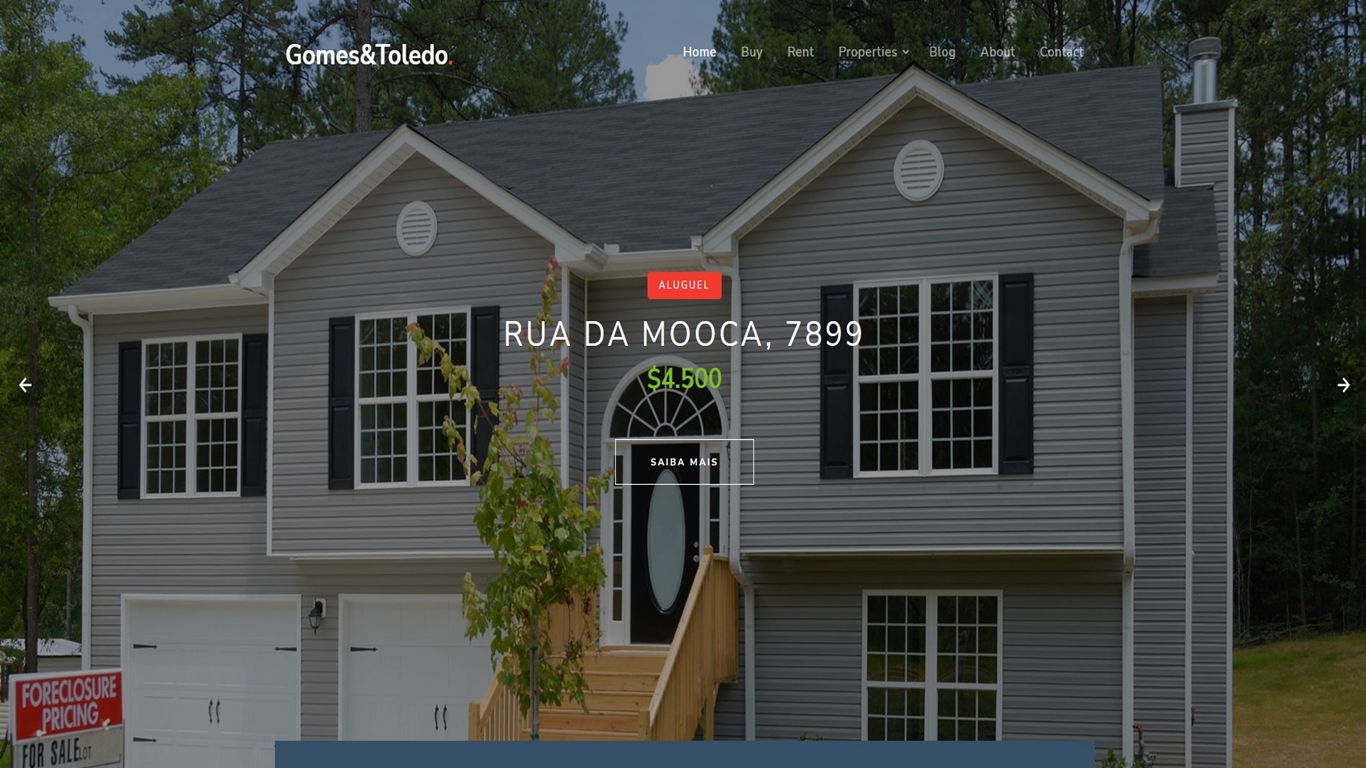 Gomes&Toledo.
Home Buy Rent Properties Blog About Contact
ALUGUEL
RUA DA MOOCA, 7899
$4.500
SAIBA MAIS
FORECLOSURE
PRICING
FOR SALE
LOT